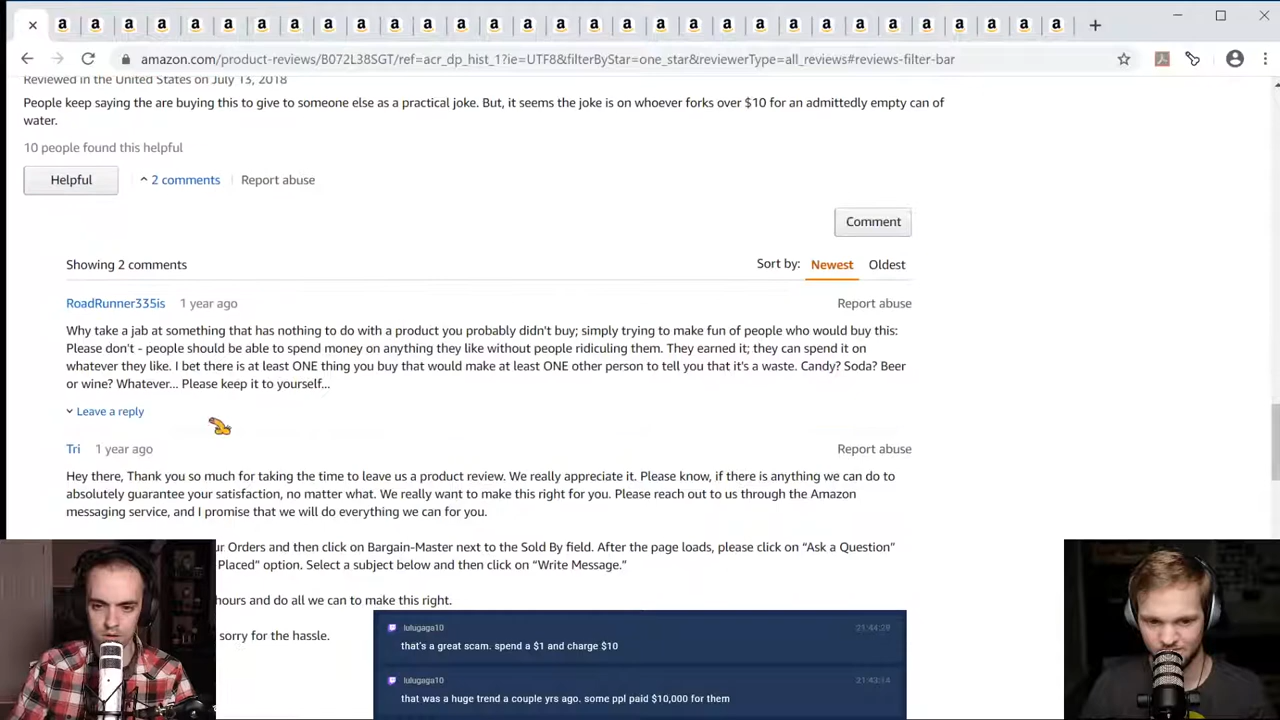 amazon.com/product-reviews/B072L38SGT/ref=acr_dp_hist_1?ie=UTF8&filterByStar=one_star&reviewerType=all_reviews#reviews-filter-bar
Reviewed in the United States on July 13, 2018
People keep saying the are buying this to give to someone else as a practical joke. But, it seems the joke is on whoever forks over $10 for an admittedly empty can of
water.
10 people found this helpful
Helpful
2 comments
Report abuse
Comment
Showing 2 comments
Sort by:
Newest
Oldest
RoadRunner335is 1 year ago
Report abuse
Why take a jab at something that has nothing to do with a product you probably didn't buy; simply trying to make fun of people who would buy this:
Please don't - people should be able to spend money on anything they like without people ridiculing them. They earned it; they can spend it on
whatever they like. I bet there is at least ONE thing you buy that would make at least ONE other person to tell you that it's a waste. Candy? Soda? Beer
or wine? Whatever... Please keep it to yourself...
Leave a reply
Tri 1 year ago
Report abuse
Hey there, Thank you so much for taking the time to leave us a product review. We really appreciate it. Please know, if there is anything we can do to
absolutely guarantee your satisfaction, no matter what. We really want to make this right for you. Please reach out to us through the Amazon
messaging service, and I promise that we will do everything we can for you.
ur Orders and then click on Bargain-Master next to the Sold By field. After the page loads, please click on “Ask a Question”
Placed” option. Select a subject below and then click on “Write Message.”
hours and do all we can to make this right.
sorry for the hassle.
lulugaga10 21:44:29
that's a great scam. spend a $1 and charge $10
lulugaga10 21:43:14
that was a huge trend a couple yrs ago. some ppl paid $10,000 for them